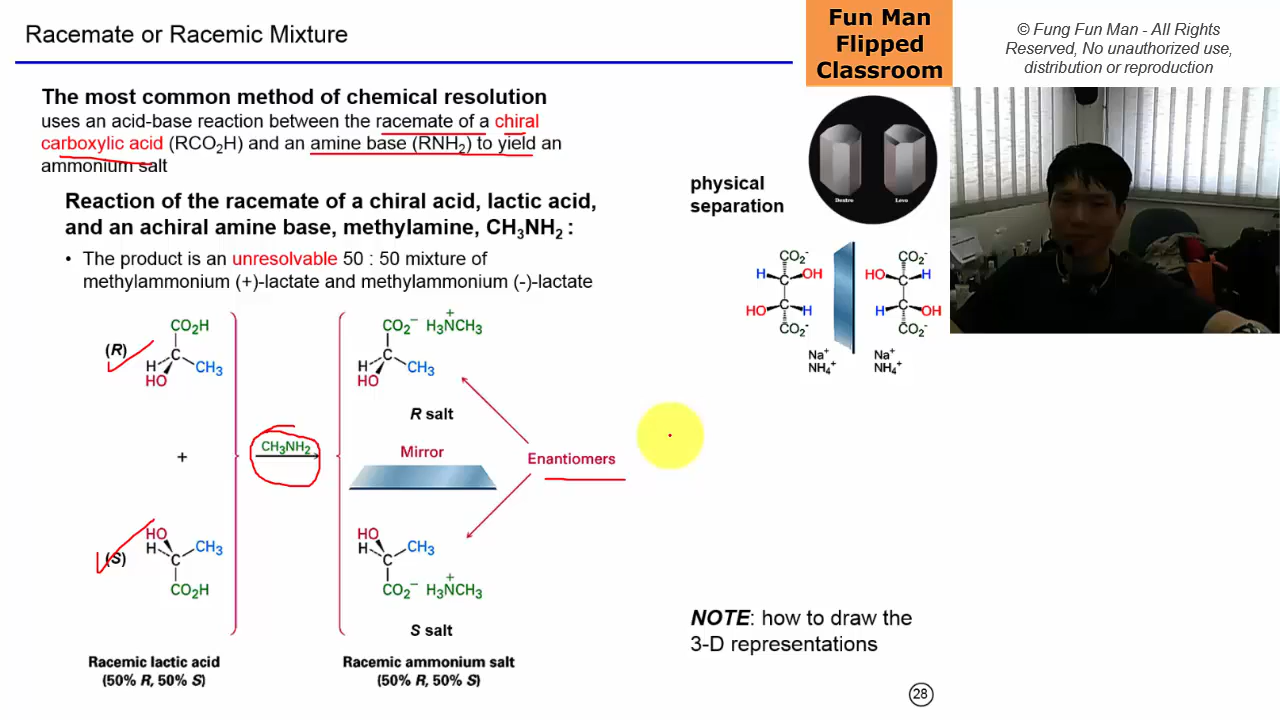 Racemate or Racemic Mixture
Fun Man
Flipped
Classroom
© Fung Fun Man - All Rights
Reserved, No unauthorized use,
distribution or reproduction
The most common method of chemical resolution
uses an acid-base reaction between the racemate of a chiral
carboxylic acid (RCO₂H) and an amine base (RNH₂) to yield an
ammonium salt
Reaction of the racemate of a chiral acid, lactic acid,
and an achiral amine base, methylamine, CH₃NH₂ :
• The product is an unresolvable 50 : 50 mixture of
methylammonium (+)-lactate and methylammonium (-)-lactate
physical
separation
Dextro
Levo
CO₂⁻
H
OH
C
C
HO
H
CO₂⁻
Na⁺
NH₄⁺
CO₂⁻
HO
H
C
C
H
OH
CO₂⁻
Na⁺
NH₄⁺
(R)
CO₂H
H
C
CH₃
HO
+
(S)
HO
H
C
CH₃
CO₂H
CH₃NH₂
CO₂⁻ H₃N⁺CH₃
H
C
CH₃
HO
R salt
Mirror
Enantiomers
HO
H
C
CH₃
CO₂⁻ H₃N⁺CH₃
S salt
Racemic lactic acid
(50% R, 50% S)
Racemic ammonium salt
(50% R, 50% S)
NOTE: how to draw the
3-D representations
28